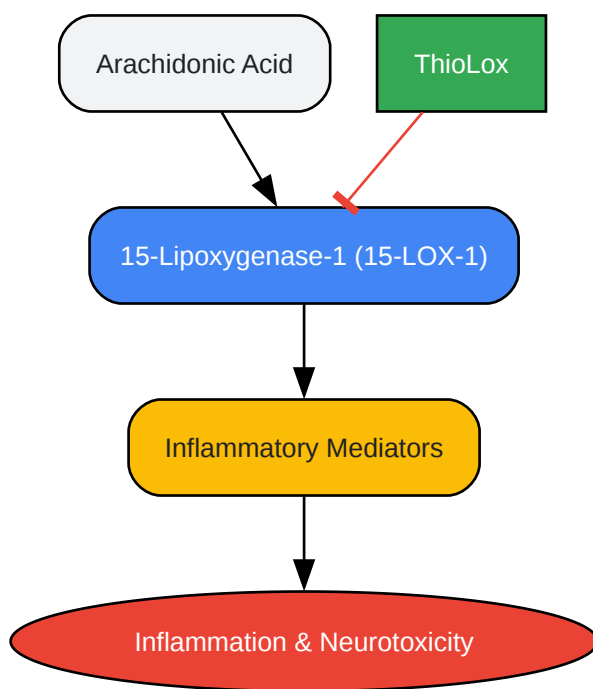 Arachidonic Acid
ThioLox
15-Lipoxygenase-1 (15-LOX-1)
Inflammatory Mediators
Inflammation & Neurotoxicity